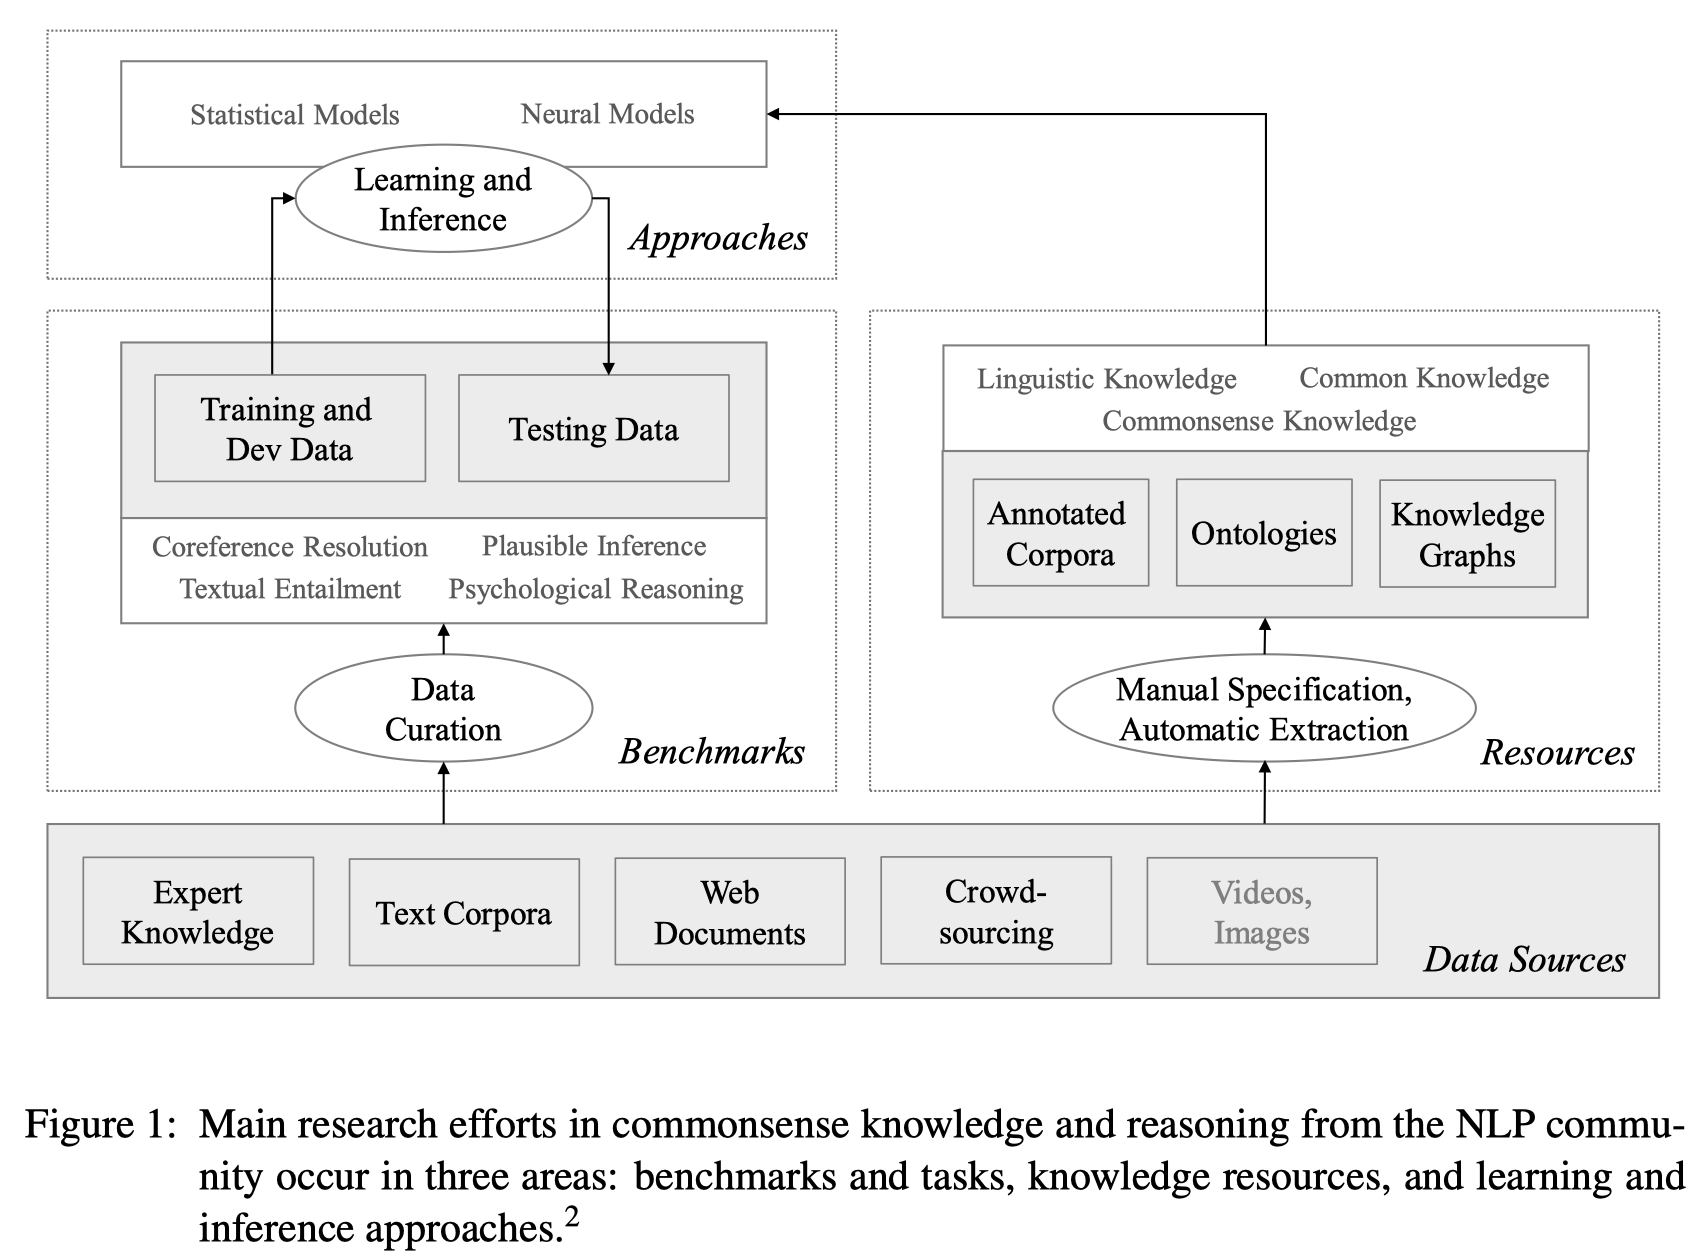 Statistical Models
Neural Models
Learning and
Inference
Approaches
Training and
Dev Data
Testing Data
Coreference Resolution
Plausible Inference
Textual Entailment
Psychological Reasoning
Data
Curation
Benchmarks
Linguistic Knowledge
Common Knowledge
Commonsense Knowledge
Annotated
Corpora
Ontologies
Knowledge
Graphs
Manual Specification,
Automatic Extraction
Resources
Expert
Knowledge
Text Corpora
Web
Documents
Crowd-
sourcing
Videos,
Images
Data Sources
Figure 1: Main research efforts in commonsense knowledge and reasoning from the NLP commu-
nity occur in three areas: benchmarks and tasks, knowledge resources, and learning and
inference approaches.2